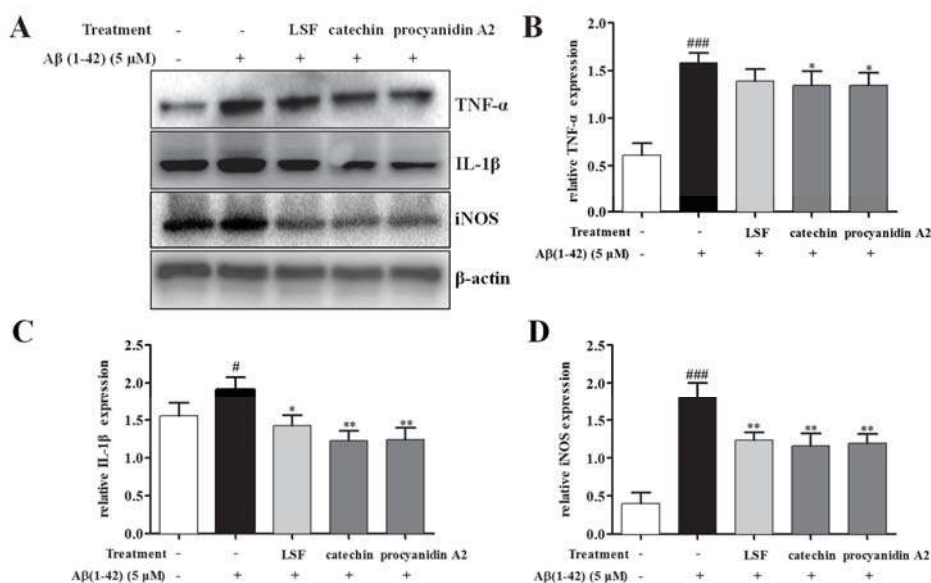 A
Treatment - - LSF catechin procyanidin A2
Aβ (1-42) (5 μM) - + + + +
TNF-α
IL-1β
iNOS
β-actin
B
relative TNF-α expression
2.0
1.5
1.0
0.5
0.0
###
*
*
Treatment - - LSF catechin procyanidin A2
Aβ(1-42) (5 μM) - + + + +
C
relative IL-1β expression
2.5
2.0
1.5
1.0
0.5
0.0
#
*
**
**
Treatment - - LSF catechin procyanidin A2
Aβ(1-42) (5 μM) - + + + +
D
relative iNOS expression
2.5
2.0
1.5
1.0
0.5
0.0
###
**
**
**
Treatment - - LSF catechin procyanidin A2
Aβ(1-42) (5 μM) - + + + +